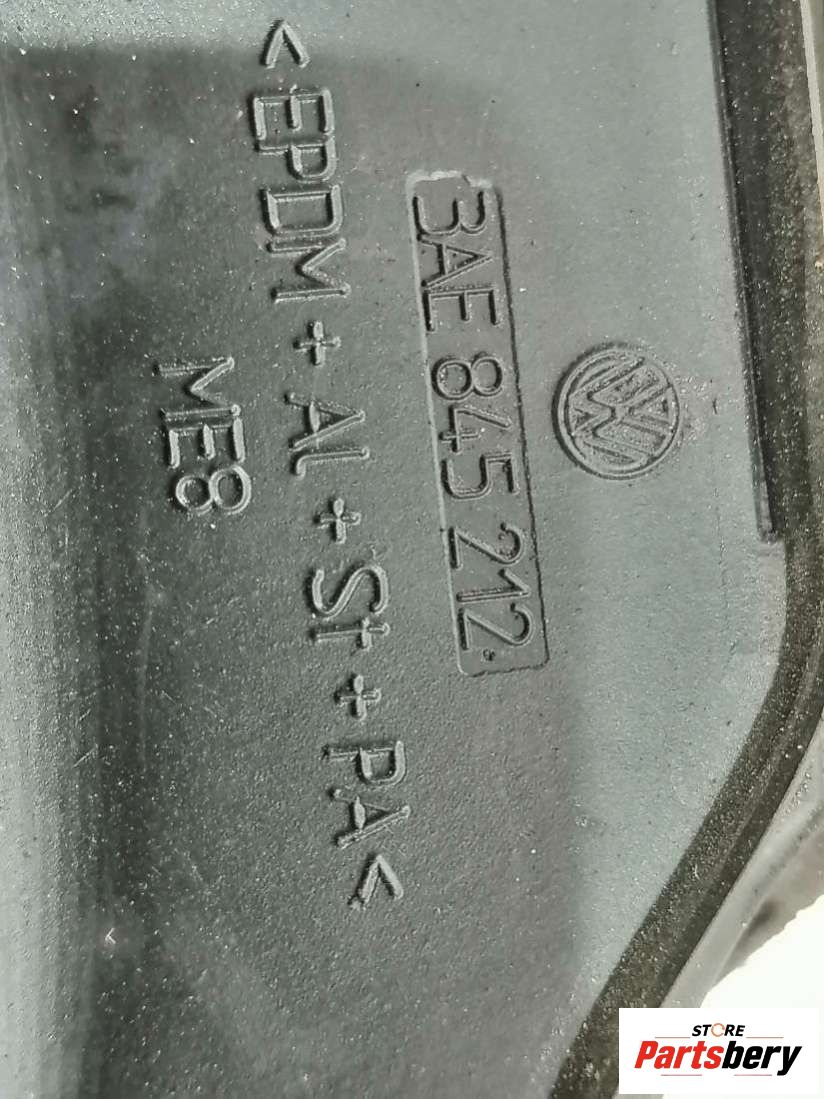 3AE 845 212.
>EPDM+Al+St+PA<
ME8
STORE
Partsbery